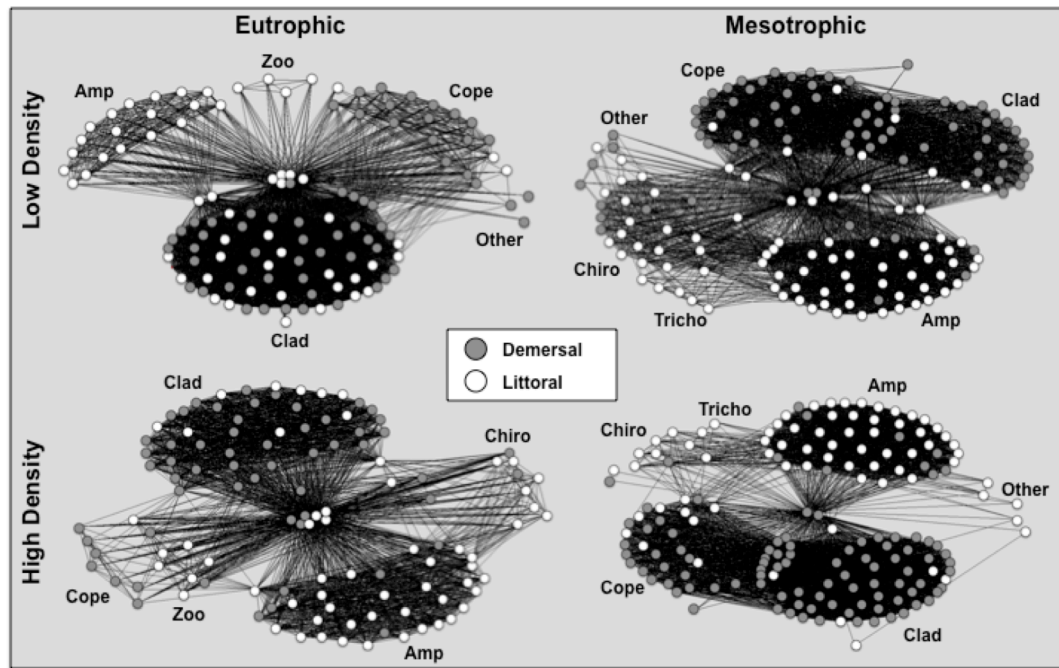 Eutrophic
Mesotrophic
Low Density
High Density
Zoo
Amp
Cope
Other
Clad
Cope
Clad
Other
Chiro
Tricho
Amp
Demersal
Littoral
Clad
Chiro
Cope
Zoo
Amp
Amp
Tricho
Chiro
Other
Cope
Clad